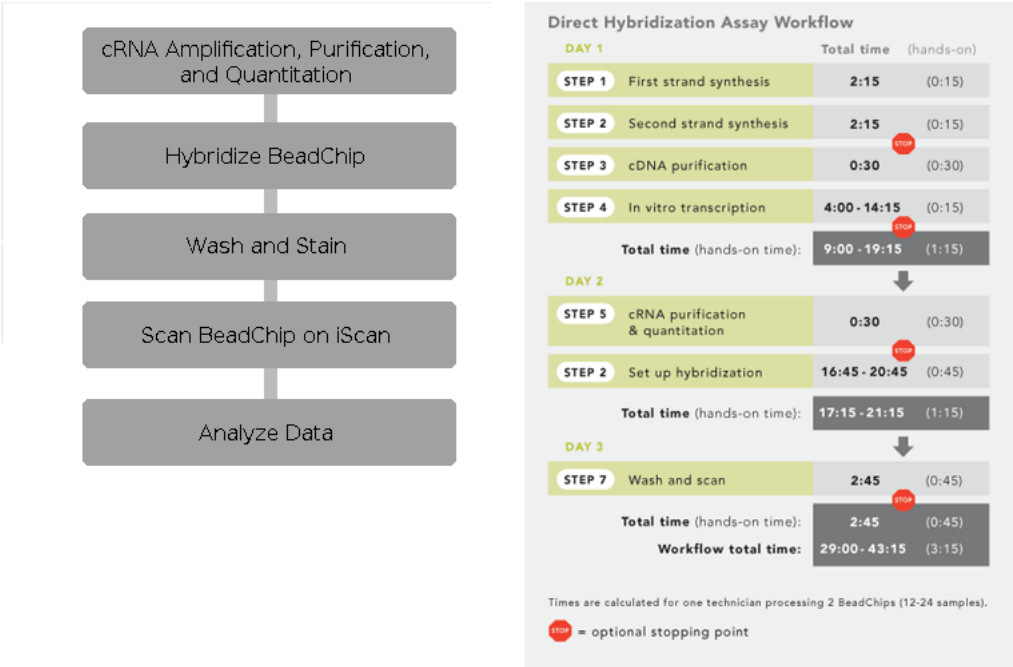 cRNA Amplification, Purification,
and Quantitation
Hybridize BeadChip
Wash and Stain
Scan BeadChip on iScan
Analyze Data
Direct Hybridization Assay Workflow
DAY 1 Total time (hands-on)
STEP 1 First strand synthesis 2:15 (0:15)
STEP 2 Second strand synthesis 2:15 (0:15)
STOP
STEP 3 cDNA purification 0:30 (0:30)
STEP 4 In vitro transcription 4:00 - 14:15 (0:15)
STOP
Total time (hands-on time): 9:00 - 19:15 (1:15)
DAY 2
STEP 5 cRNA purification
& quantitation 0:30 (0:30)
STOP
STEP 2 Set up hybridization 16:45 - 20:45 (0:45)
Total time (hands-on time): 17:15 - 21:15 (1:15)
DAY 3
STEP 7 Wash and scan 2:45 (0:45)
STOP
Total time (hands-on time): 2:45 (0:45)
Workflow total time: 29:00 - 43:15 (3:15)
Times are calculated for one technician processing 2 BeadChips (12-24 samples).
STOP = optional stopping point